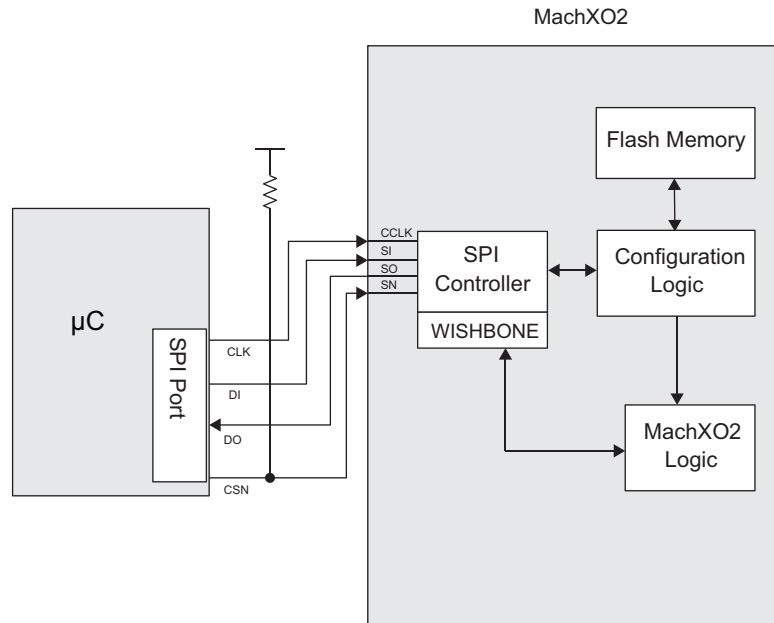 MachXO2
Flash Memory
CCLK
SI
SO
SN
SPI
Controller
WISHBONE
Configuration
Logic
µC
SPI Port
CLK
DI
DO
CSN
MachXO2
Logic